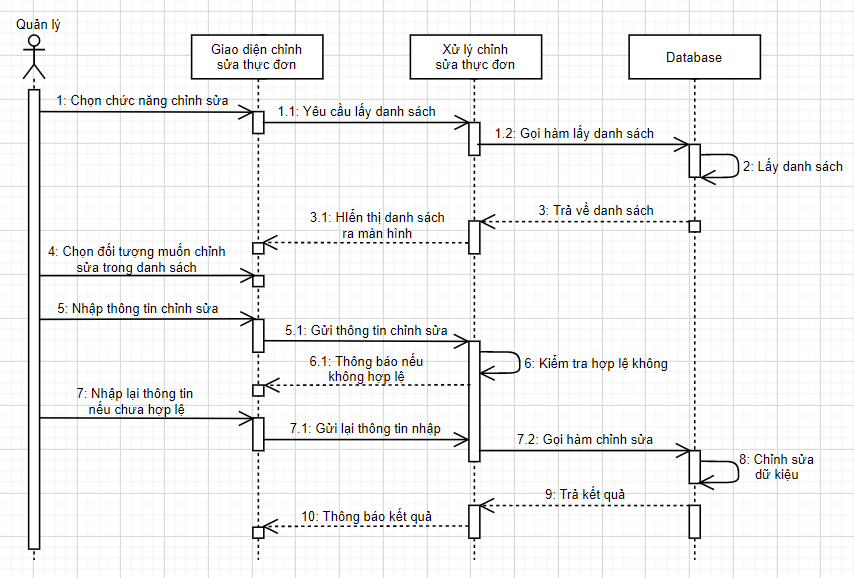 Quản lý
Giao diện chỉnh
sửa thực đơn
Xử lý chỉnh
sửa thực đơn
Database
1: Chọn chức năng chỉnh sửa
1.1: Yêu cầu lấy danh sách
1.2: Gọi hàm lấy danh sách
2: Lấy danh sách
3: Trả về danh sách
3.1: HIển thị danh sách
ra màn hình
4: Chọn đối tượng muốn chỉnh
sửa trong danh sách
5: Nhập thông tin chỉnh sửa
5.1: Gửi thông tin chỉnh sửa
6: Kiểm tra hợp lệ không
6.1: Thông báo nếu
không hợp lệ
7: Nhập lại thông tin
nếu chưa hợp lệ
7.1: Gửi lại thông tin nhập
7.2: Gọi hàm chỉnh sửa
8: Chỉnh sửa
dữ kiệu
9: Trả kết quả
10: Thông báo kết quả